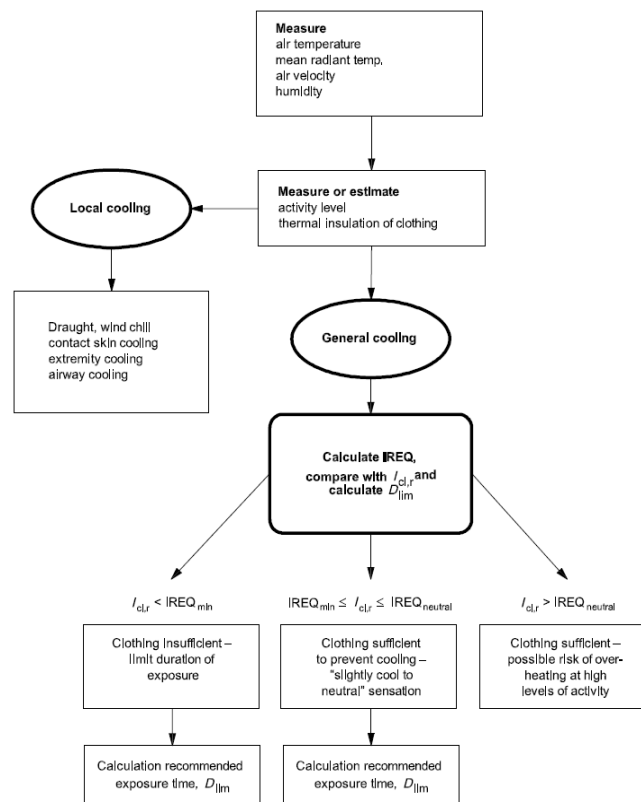 Measure
air temperature
mean radiant temp.
air velocity
humidity
Measure or estimate
activity level
thermal insulation of clothing
Local cooling
Draught, wind chill
contact skin cooling
extremity cooling
airway cooling
General cooling
Calculate IREQ,
compare with Icl,r and
calculate Dlim
Icl,r < IREQmin
IREQmin ≤ Icl,r ≤ IREQneutral
Icl,r > IREQneutral
Clothing insufficient –
limit duration of
exposure
Clothing sufficient
to prevent cooling –
"slightly cool to
neutral" sensation
Clothing sufficient –
possible risk of over-
heating at high
levels of activity
Calculation recommended
exposure time, Dlim
Calculation recommended
exposure time, Dlim